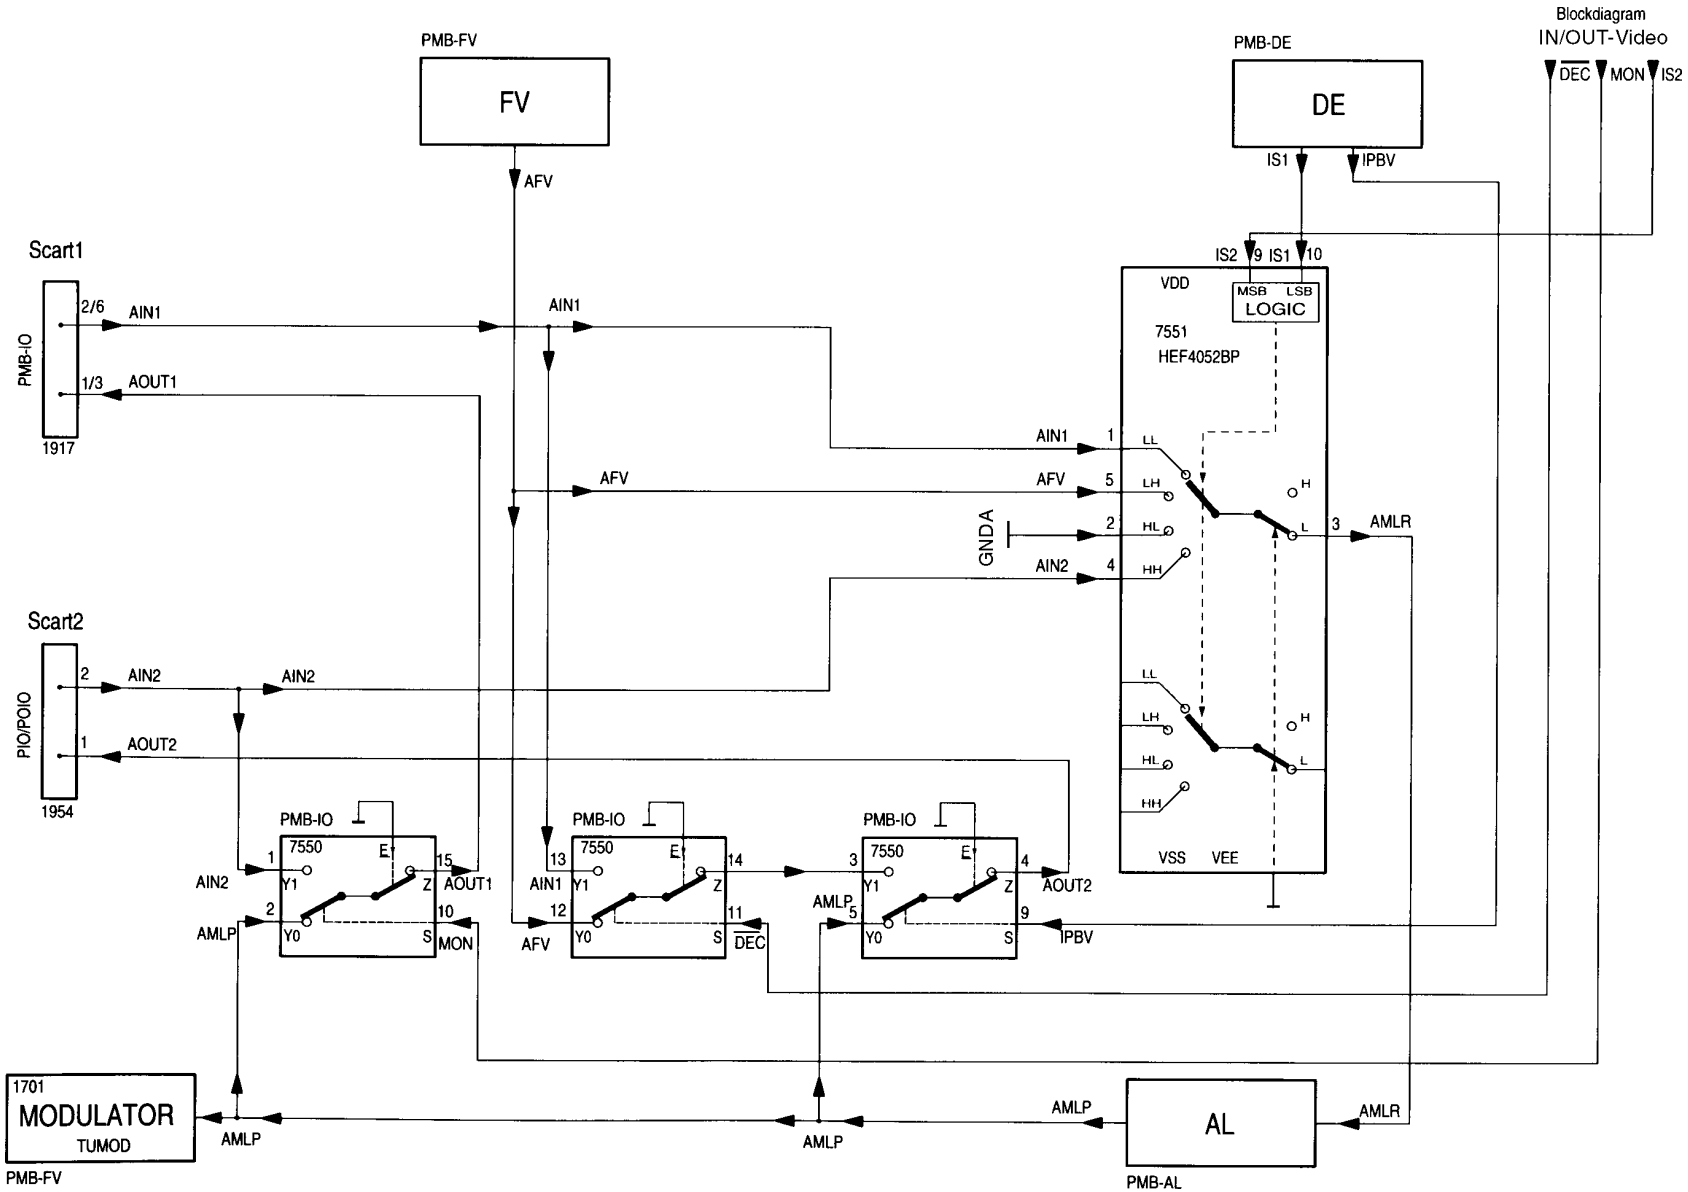 Blockdiagram
IN/OUT-Video
DEC MON IS2
PMB-FV
FV
AFV
PMB-DE
DE
IS1 IPBV
Scart1
2/6 AIN1
AIN1
PMB-IO
1/3 AOUT1
1917
IS2 9 IS1 10
VDD
MSB LSB
LOGIC
7551
HEF4052BP
AIN1 1 LL
AFV
AFV 5 LH
H
GNDA
2 HL
L 3 AMLR
AIN2 4 HH
Scart2
2 AIN2
AIN2
PIO/POIO
1 AOUT2
1954
LL
LH
H
HL
L
HH
VSS VEE
PMB-IO
7550
E
1
AIN2
Y1
15
Z
AOUT1
2
AMLP
Y0
10
S
MON
PMB-IO
7550
E
13
AIN1
Y1
14
Z
12
AFV
Y0
11
S
DEC
PMB-IO
7550
E
3
Y1
4
Z
AOUT2
AMLP
5
Y0
9
S
IPBV
1701
MODULATOR
TUMOD
PMB-FV
AMLP
AMLP
AMLP
AL
AMLR
PMB-AL